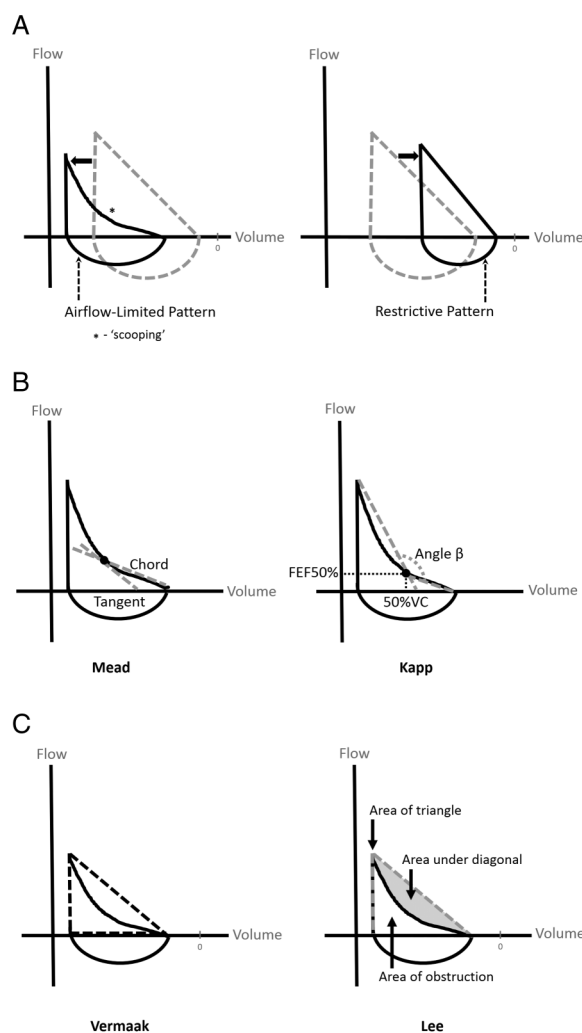 A
Flow
Flow
*
Volume
0
Volume
0
Airflow-Limited Pattern
Restrictive Pattern
* - 'scooping'
B
Flow
Flow
Chord
Angle β
FEF50%
Tangent
Volume
50%VC
Volume
Mead
Kapp
C
Flow
Flow
Area of triangle
Area under diagonal
Volume
0
Volume
0
Area of obstruction
Vermaak
Lee